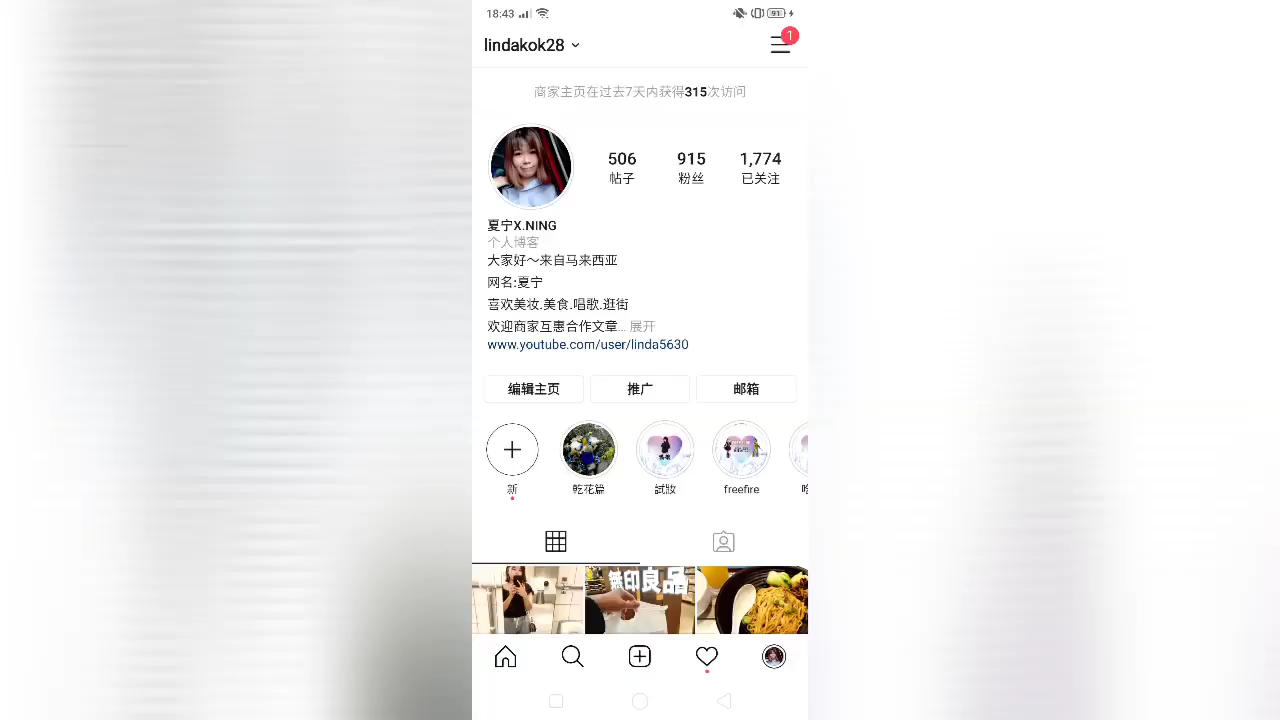 18:43
91
lindakok28
1
商家主页在过去7天内获得315次访问
506
915
1,774
帖子
粉丝
已关注
夏宁X.NING
个人博客
大家好～来自马来西亚
网名:夏宁
喜欢美妆.美食.唱歌.逛街
欢迎商家互惠合作文章... 展开
www.youtube.com/user/linda5630
编辑主页
推广
邮箱
新
乾花篇
試妝
freefire
無印良品